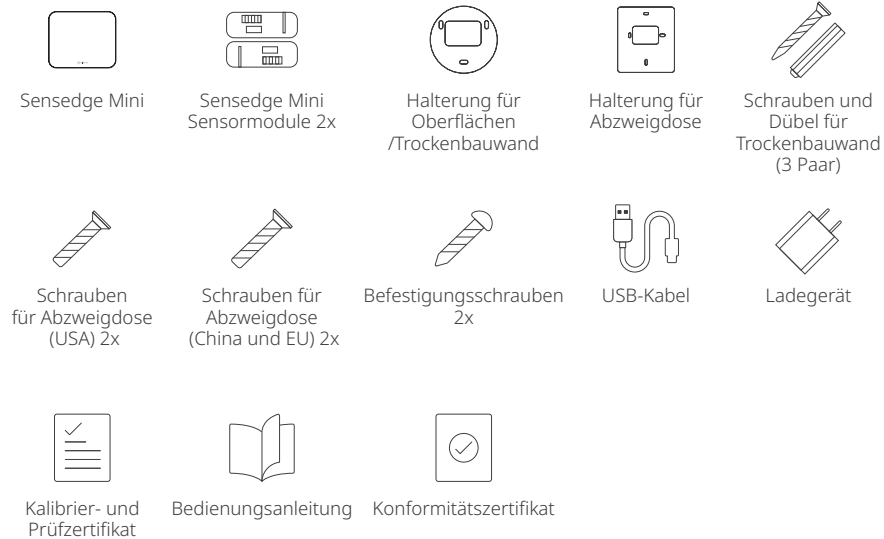 Sensedge Mini
Sensedge Mini
Sensormodule 2x
Halterung für
Oberflächen
/Trockenbauwand
Halterung für
Abzweigdose
Schrauben und
Dübel für
Trockenbauwand
(3 Paar)
Schrauben
für Abzweigdose
(USA) 2x
Schrauben für
Abzweigdose
(China und EU) 2x
Befestigungsschrauben
2x
USB-Kabel
Ladegerät
Kalibrier- und
Prüfzertifikat
Bedienungsanleitung
Konformitätszertifikat